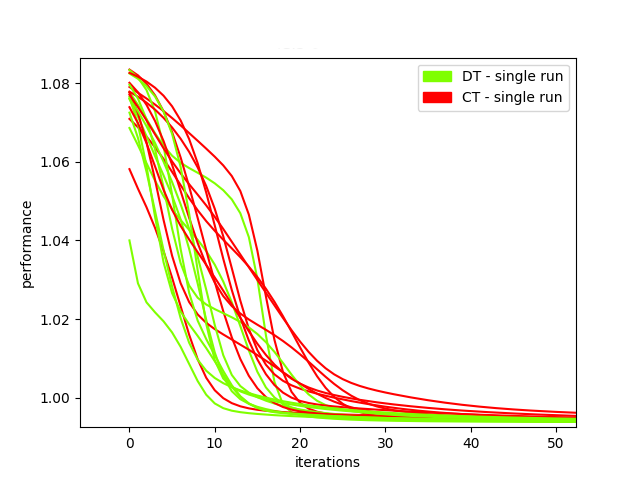 DT - single run
CT - single run
1.08
1.06
1.04
1.02
1.00
performance
0 10 20 30 40 50
iterations